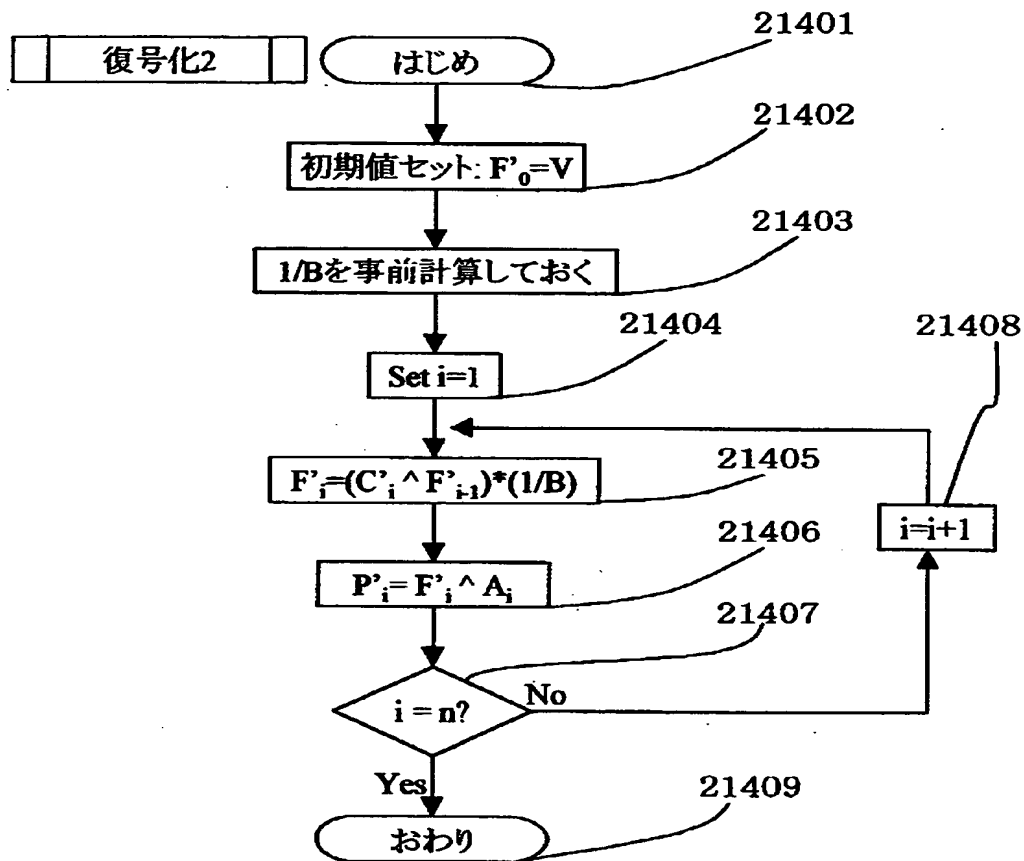 21401
復号化2
はじめ
21402
初期値セット: F'₀=V
21403
1/Bを事前計算しておく
21404
21408
Set i=1
21405
F'ᵢ=(C'ᵢ ^ F'ᵢ₋₁)*(1/B)
i=i+1
21406
P'ᵢ= F'ᵢ ^ Aᵢ
21407
No
i = n?
Yes
21409
おわり